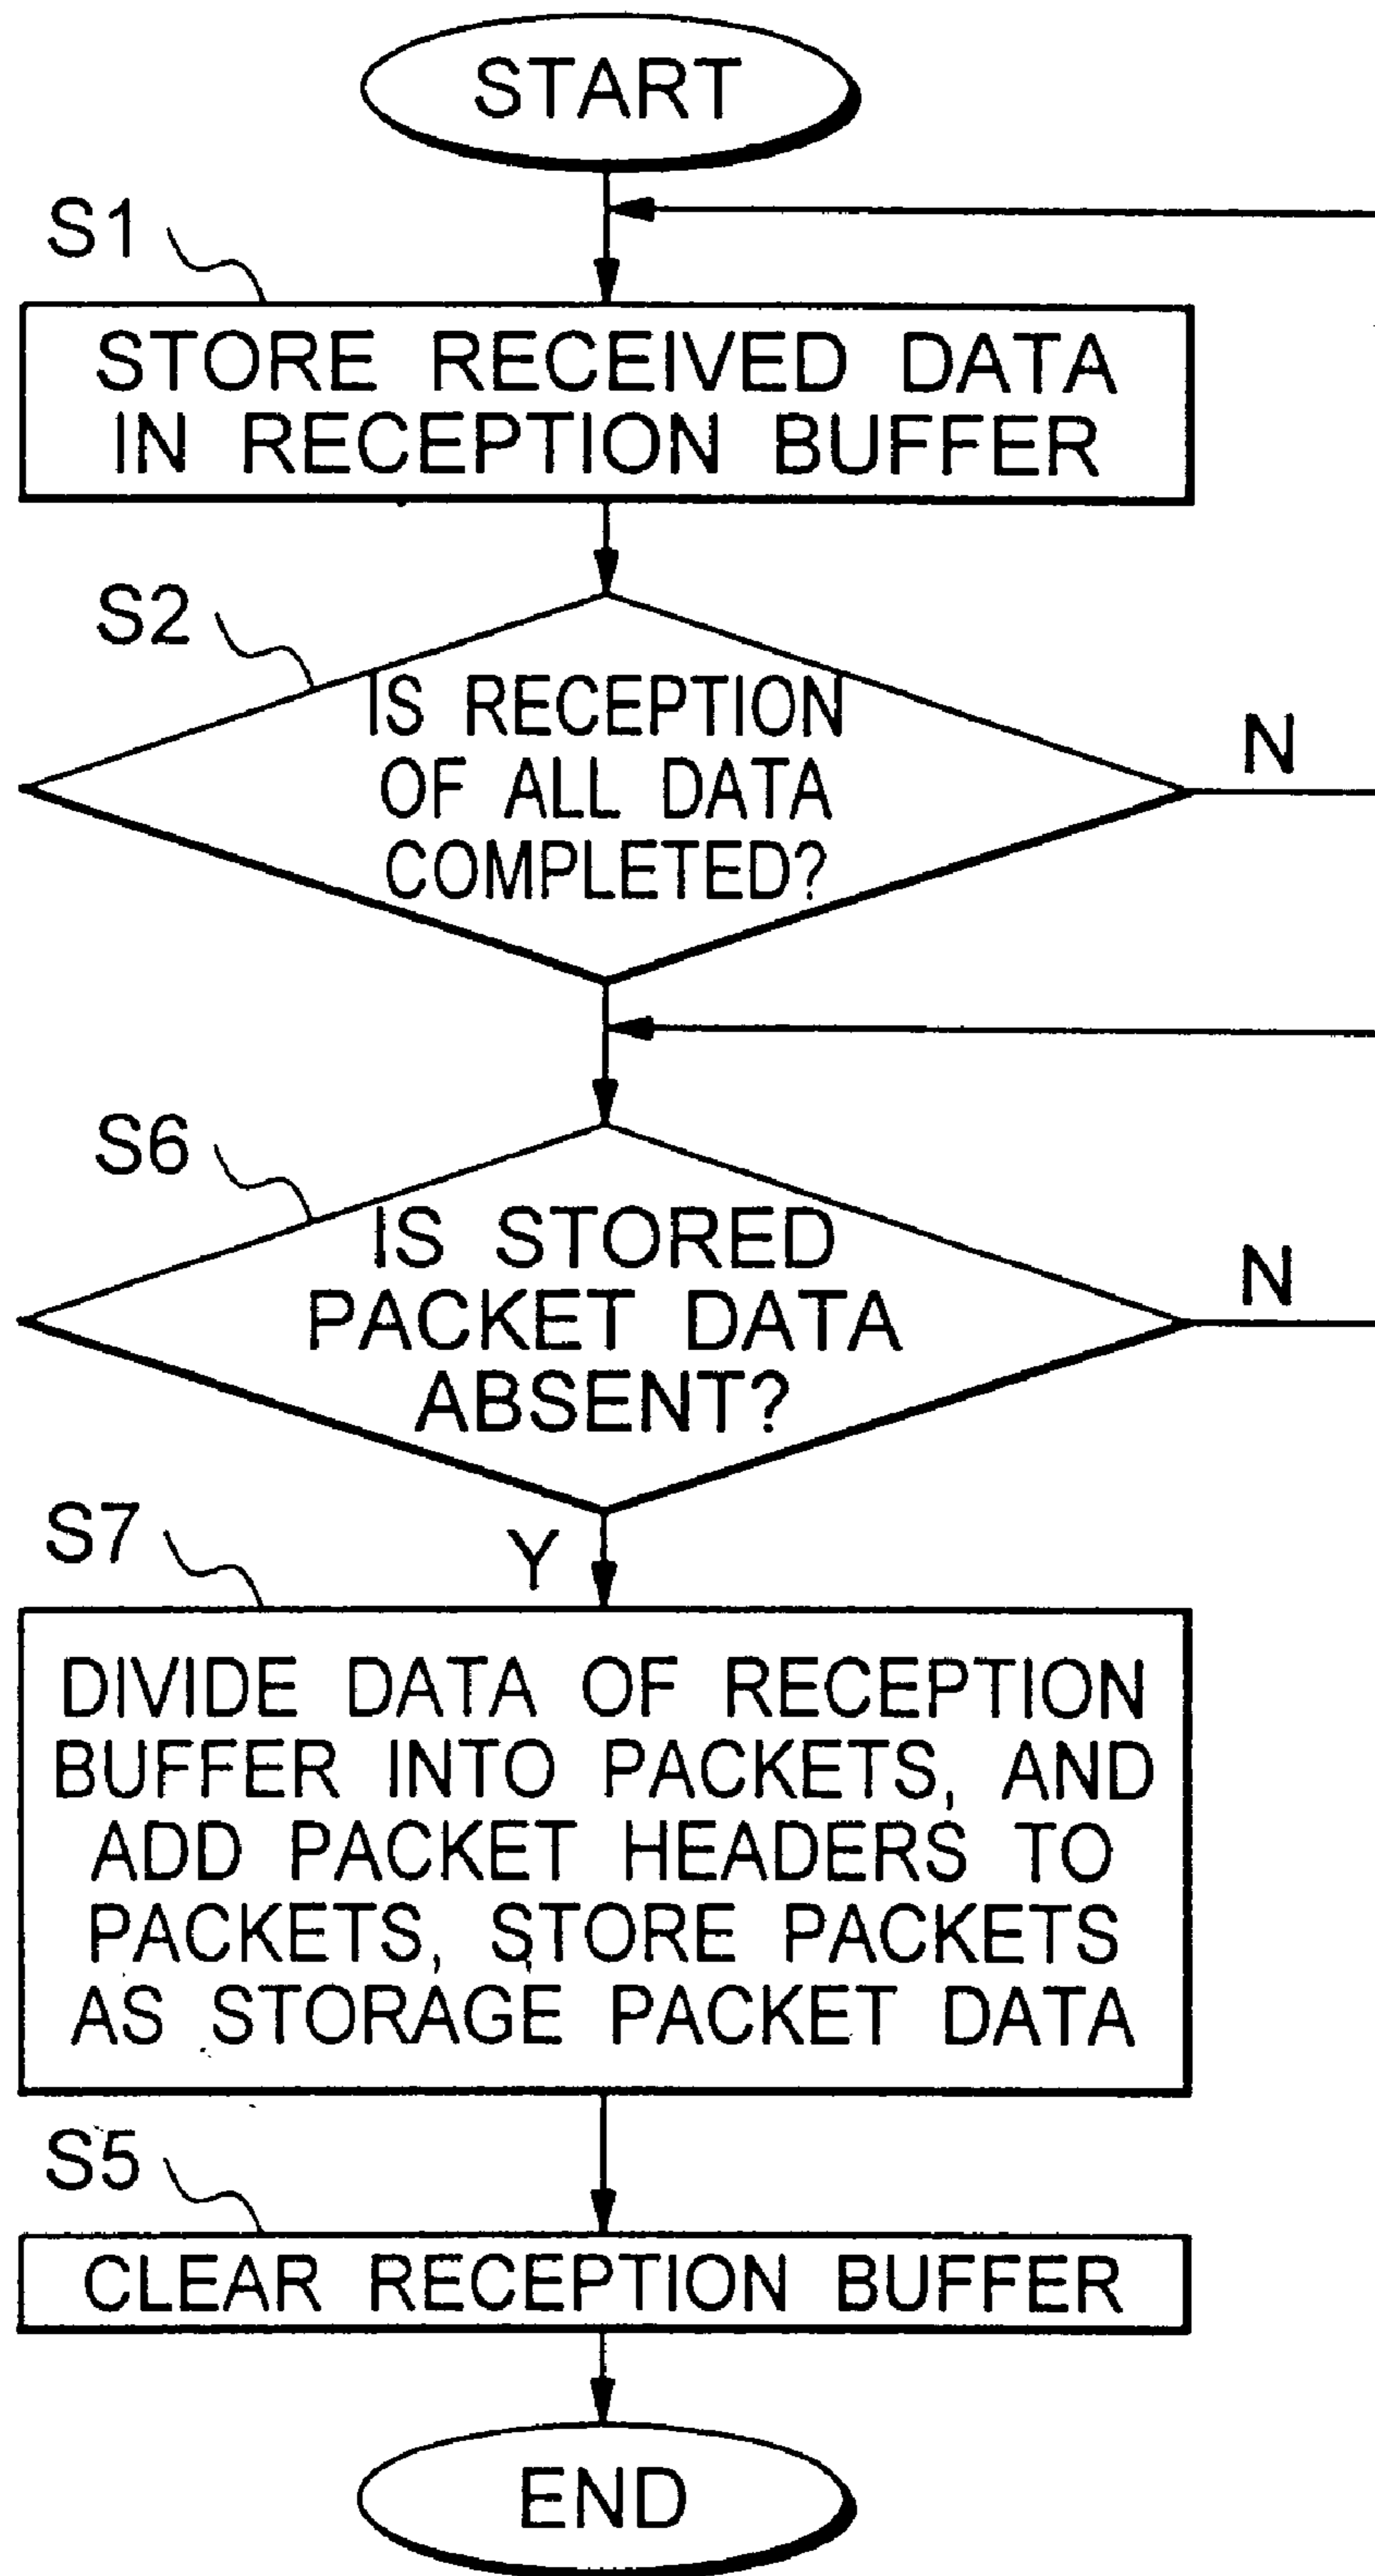 START
S1
STORE RECEIVED DATA
IN RECEPTION BUFFER
S2
IS RECEPTION
OF ALL DATA
COMPLETED?
N
S6
IS STORED
PACKET DATA
ABSENT?
N
Y
S7
DIVIDE DATA OF RECEPTION
BUFFER INTO PACKETS, AND
ADD PACKET HEADERS TO
PACKETS, STORE PACKETS
AS STORAGE PACKET DATA
S5
CLEAR RECEPTION BUFFER
END